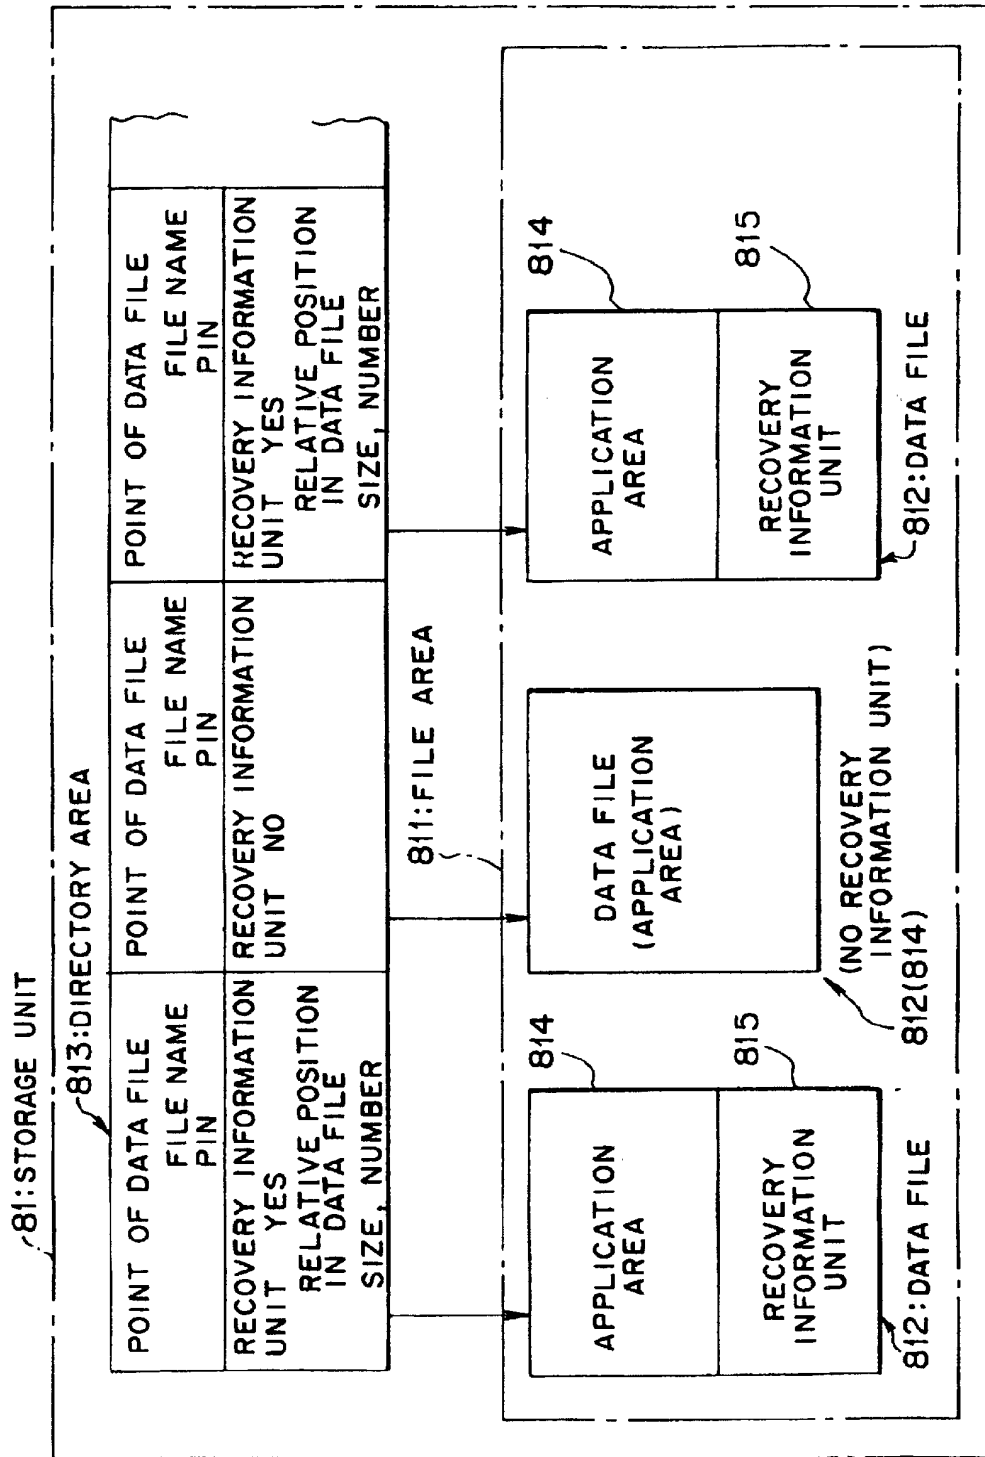 81:STORAGE UNIT
813:DIRECTORY AREA
POINT OF DATA FILE
FILE NAME
PIN
RECOVERY INFORMATION
UNIT YES
RELATIVE POSITION
IN DATA FILE
SIZE, NUMBER
POINT OF DATA FILE
FILE NAME
PIN
RECOVERY INFORMATION
UNIT NO
POINT OF DATA FILE
FILE NAME
PIN
RECOVERY INFORMATION
UNIT YES
RELATIVE POSITION
IN DATA FILE
SIZE, NUMBER
811:FILE AREA
814
APPLICATION
AREA
815
RECOVERY
INFORMATION
UNIT
812:DATA FILE
DATA FILE
(APPLICATION
AREA)
(NO RECOVERY
INFORMATION UNIT)
812(814)
814
APPLICATION
AREA
815
RECOVERY
INFORMATION
UNIT
812:DATA FILE